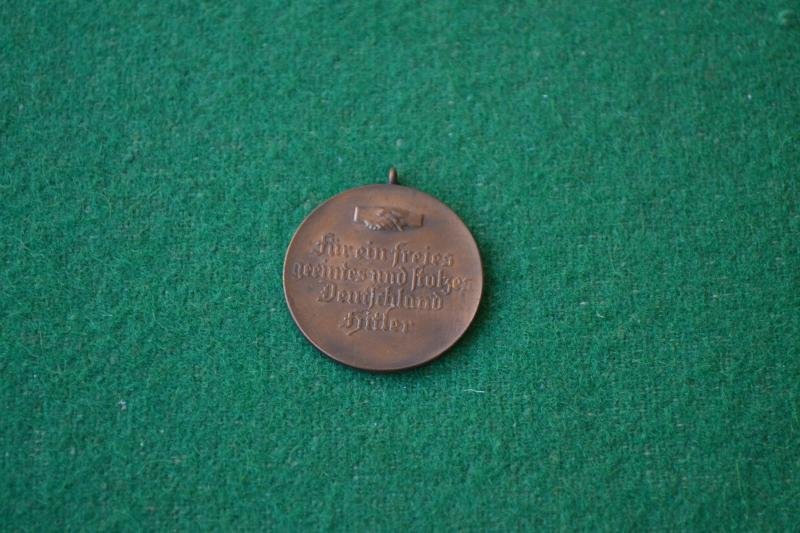 Für ein freies
geeintes und stolzes
Deutschland
Hitler